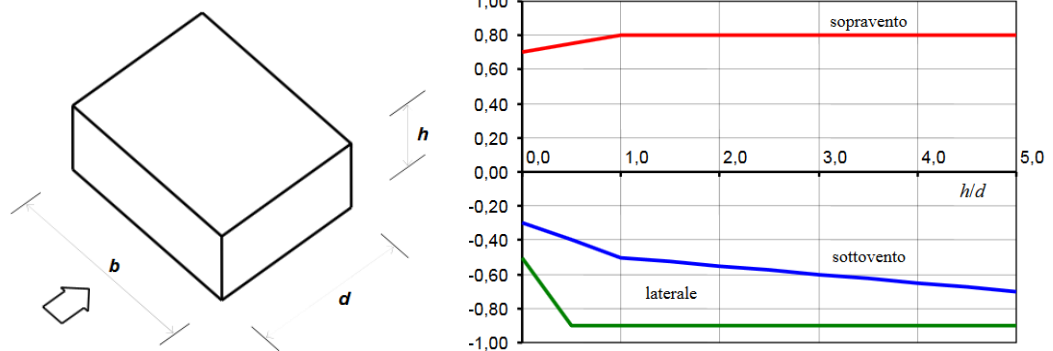 h
b
d
1,00
0,80
0,60
0,40
0,20
0,00
-0,20
-0,40
-0,60
-0,80
-1,00
sopravento
0,0 1,0 2,0 3,0 4,0 5,0
h/d
sottovento
laterale